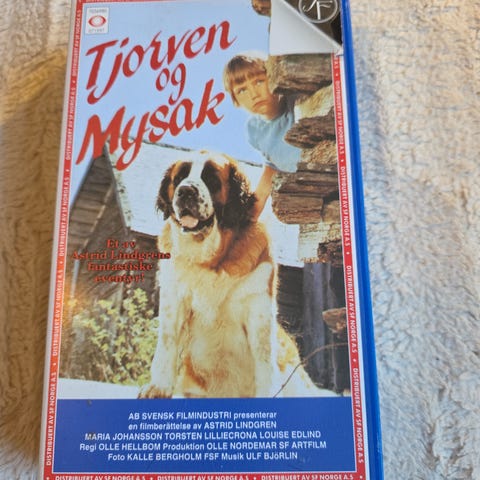 Tjorven
og
Mysak
Et av
Astrid Lindgrens
fantastiske
eventyr!
AB SVENSK FILMINDUSTRI presenterar
en filmberättelse av ASTRID LINDGREN
MARIA JOHANSSON TORSTEN LILLIECRONA LOUISE EDLIND
Regi OLLE HELLBOM Produktion OLLE NORDEMAR SF ARTFILM
Foto KALLE BERGHOLM FSF Musik ULF BJöRLIN
DISTRIBUERT AV SF NORGE A.S